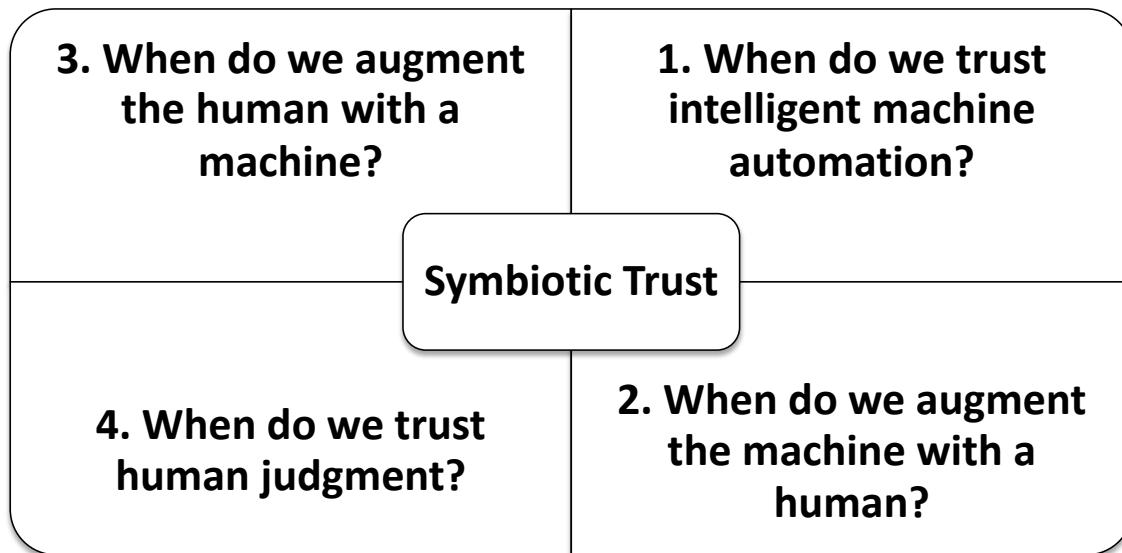 3. When do we augment
the human with a
machine?
1. When do we trust
intelligent machine
automation?
Symbiotic Trust
4. When do we trust
human judgment?
2. When do we augment
the machine with a
human?